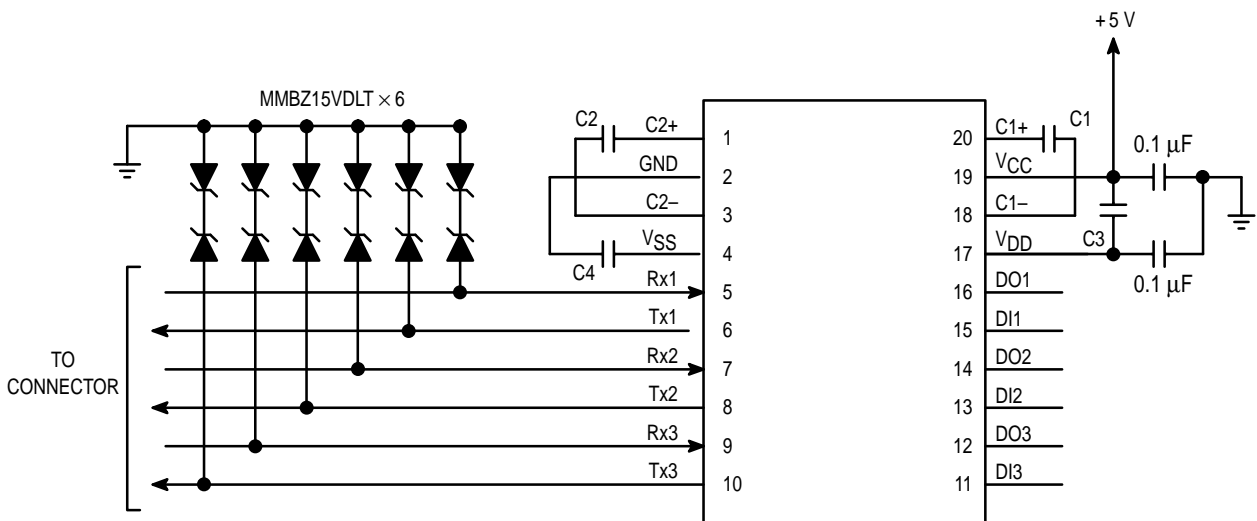 +5 V
MMBZ15VDLT × 6
C2 C2+ 1 20 C1+ C1
0.1 µF
GND 2 19 VCC
C2– 3 18 C1–
C4 VSS 4 17 VDD C3
0.1 µF
Rx1 5 16 DO1
Tx1 6 15 DI1
Rx2 7 14 DO2
Tx2 8 13 DI2
Rx3 9 12 DO3
Tx3 10 11 DI3
TO
CONNECTOR